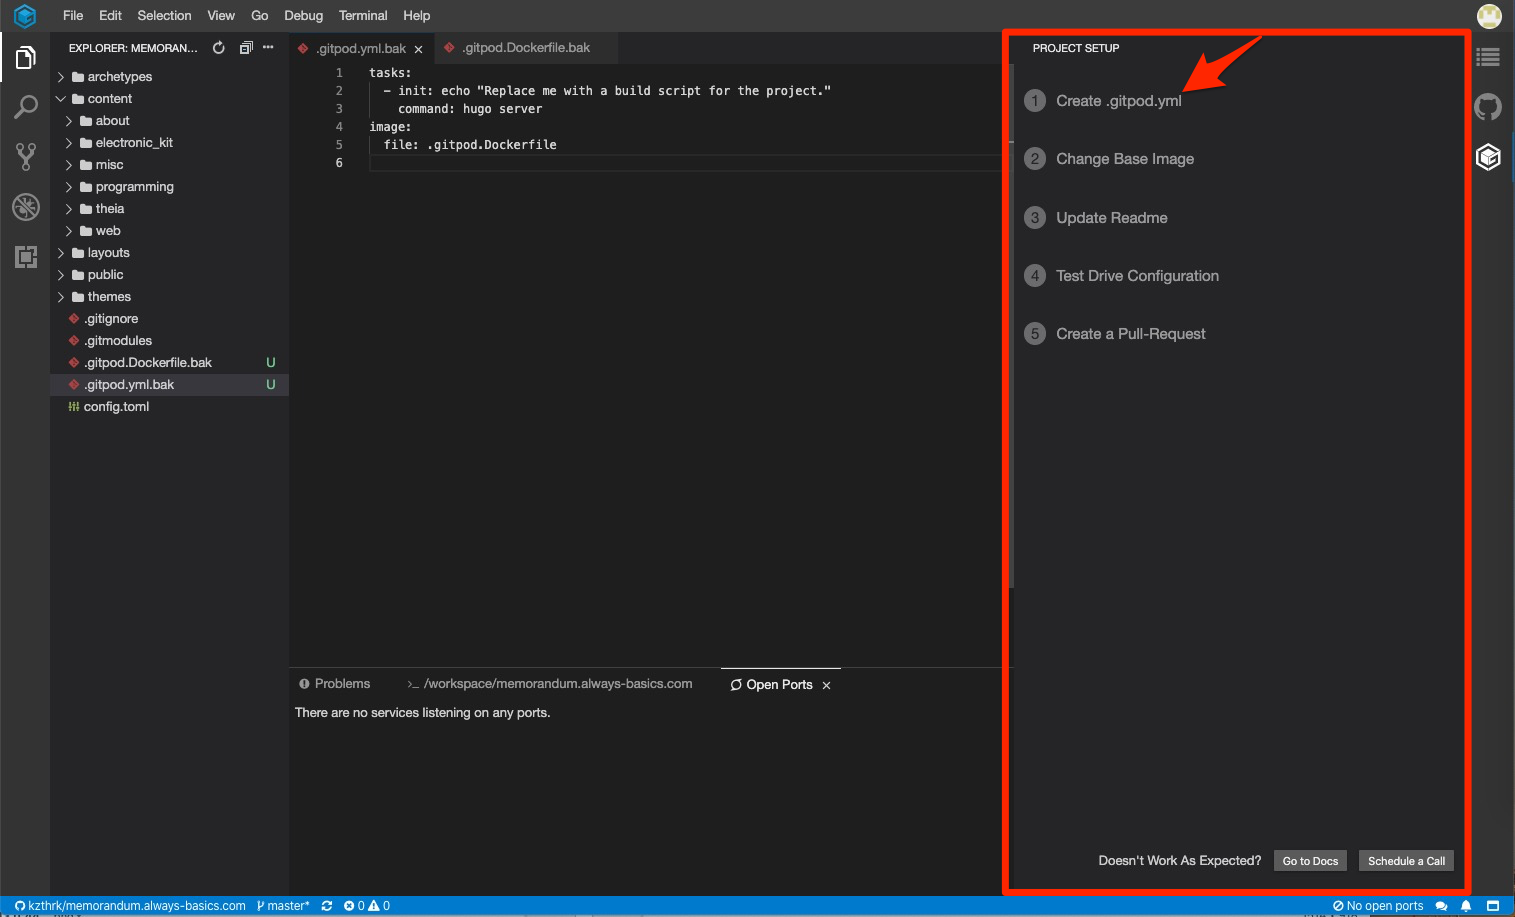 File Edit Selection View Go Debug Terminal Help
EXPLORER: MEMORAN...
archetypes
content
about
electronic_kit
misc
programming
theia
web
layouts
public
themes
.gitignore
.gitmodules
.gitpod.Dockerfile.bak U
.gitpod.yml.bak U
config.toml
.gitpod.yml.bak .gitpod.Dockerfile.bak
1 tasks:
2 - init: echo "Replace me with a build script for the project."
3 command: hugo server
4 image:
5 file: .gitpod.Dockerfile
6
Problems >_ /workspace/memorandum.always-basics.com Open Ports
There are no services listening on any ports.
PROJECT SETUP
1 Create .gitpod.yml
2 Change Base Image
3 Update Readme
4 Test Drive Configuration
5 Create a Pull-Request
Doesn't Work As Expected? Go to Docs Schedule a Call
kzthrk/memorandum.always-basics.com master* 0 0 No open ports